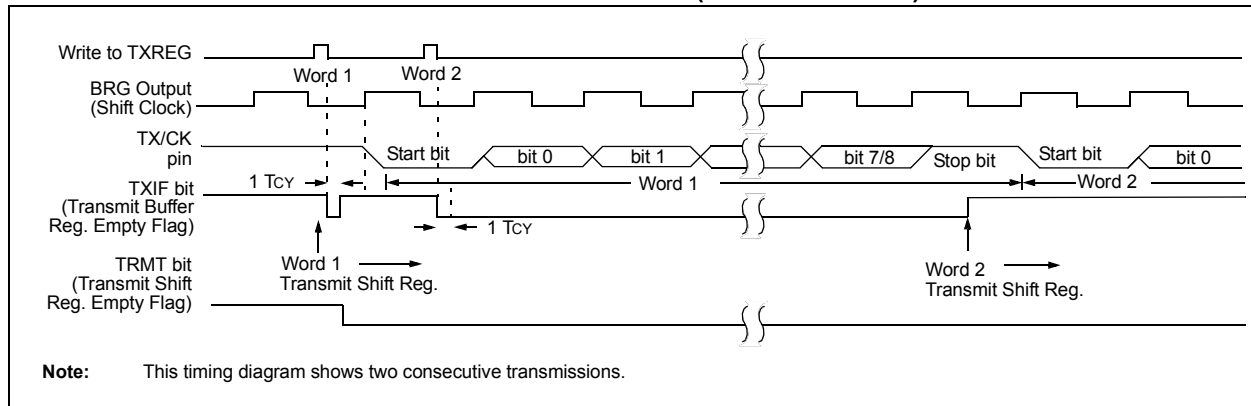 Write to TXREG
Word 1
Word 2
BRG Output
(Shift Clock)
TX/CK
pin
Start bit
bit 0
bit 1
bit 7/8
Stop bit
Start bit
bit 0
1 TCY
Word 1
Word 2
TXIF bit
(Transmit Buffer
Reg. Empty Flag)
1 TCY
Word 1
Transmit Shift Reg.
Word 2
Transmit Shift Reg.
TRMT bit
(Transmit Shift
Reg. Empty Flag)
Note: This timing diagram shows two consecutive transmissions.